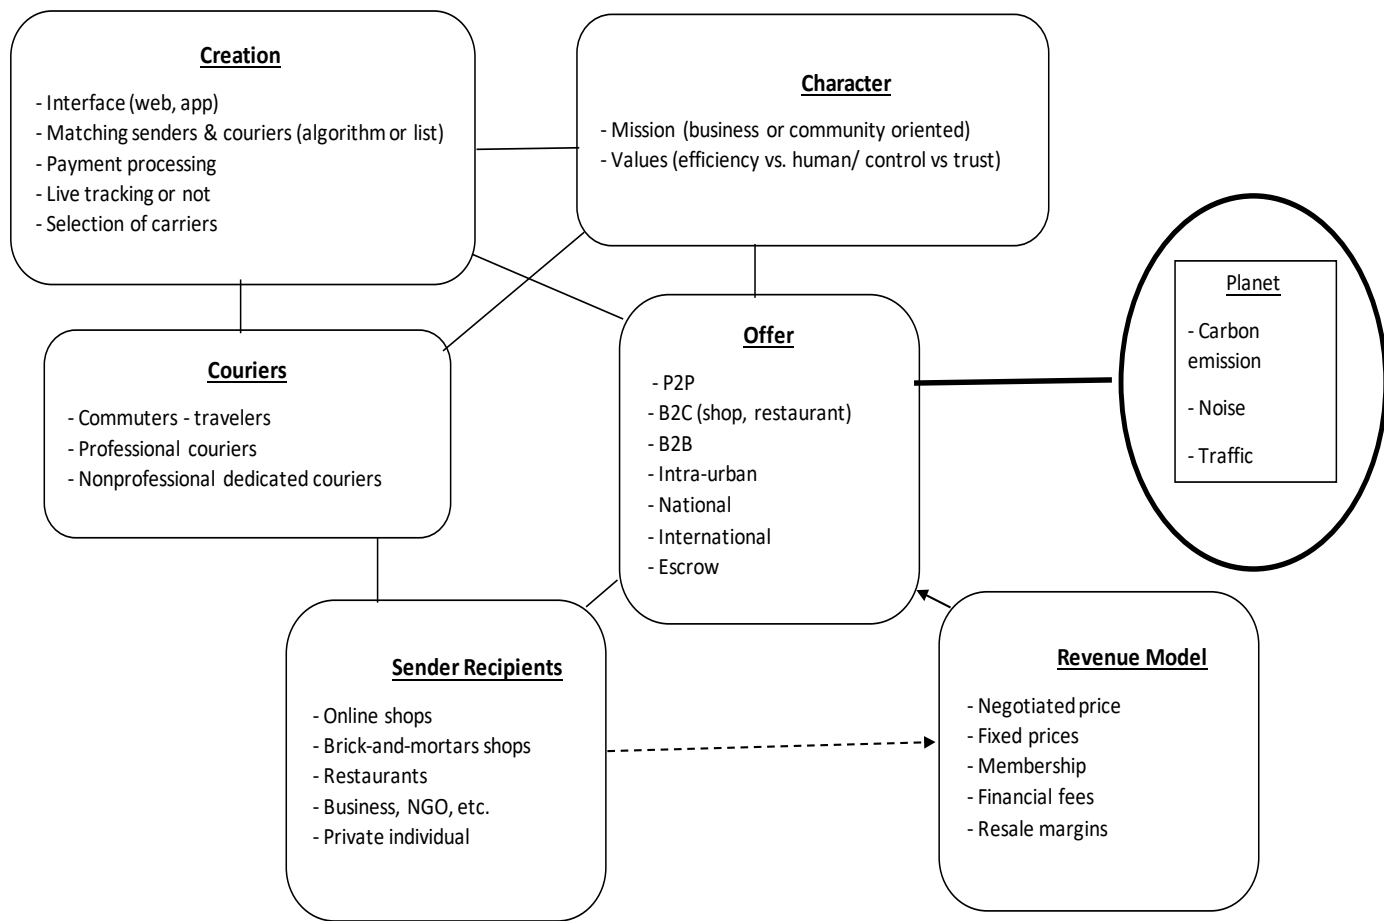 Creation
- Interface (web, app)
- Matching senders & couriers (algorithm or list)
- Payment processing
- Live tracking or not
- Selection of carriers
Character
- Mission (business or community oriented)
- Values (efficiency vs. human/ control vs trust)
Couriers
- Commuters - travelers
- Professional couriers
- Nonprofessional dedicated couriers
Offer
- P2P
- B2C (shop, restaurant)
- B2B
- Intra-urban
- National
- International
- Escrow
Planet
- Carbon
emission
- Noise
- Traffic
Sender Recipients
- Online shops
- Brick-and-mortars shops
- Restaurants
- Business, NGO, etc.
- Private individual
Revenue Model
- Negotiated price
- Fixed prices
- Membership
- Financial fees
- Resale margins